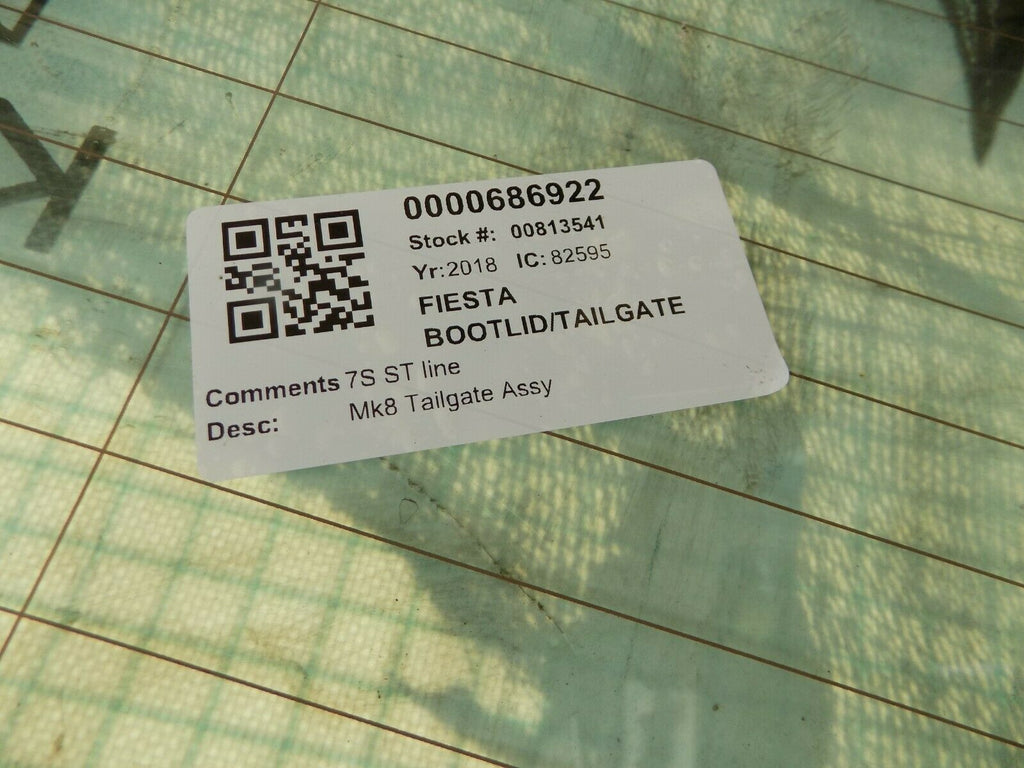 0000686922
Stock #: 00813541
Yr:2018 IC:82595
FIESTA
BOOTLID/TAILGATE
Comments 7S ST line
Desc: Mk8 Tailgate Assy